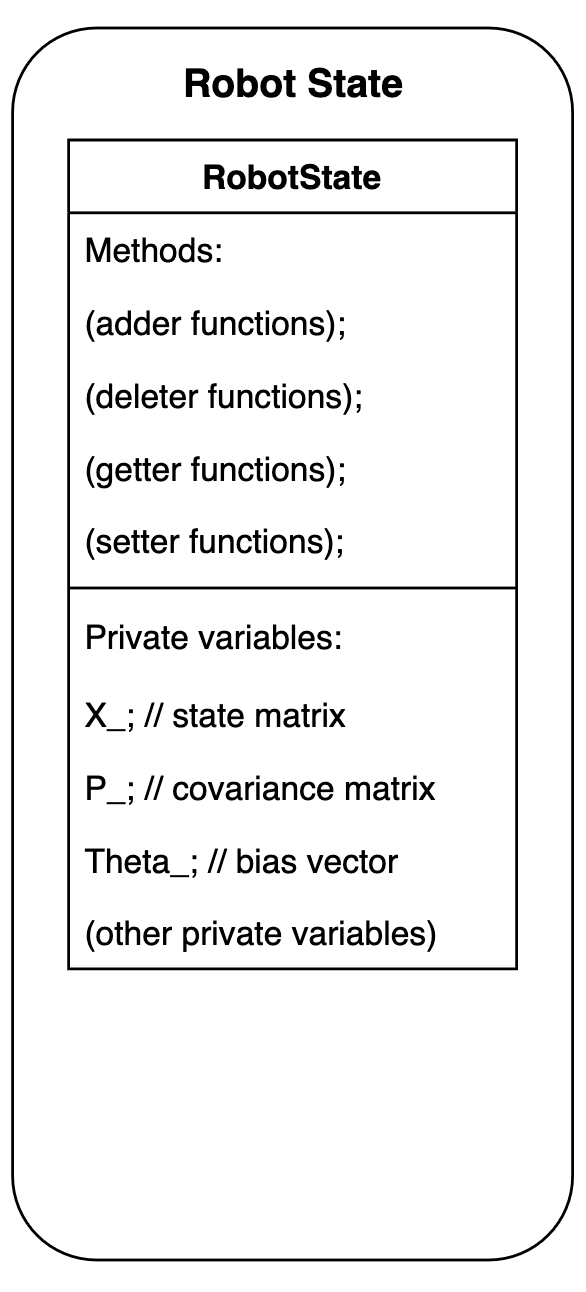 Robot State
RobotState
Methods:
(adder functions);
(deleter functions);
(getter functions);
(setter functions);
Private variables:
X_; // state matrix
P_; // covariance matrix
Theta_; // bias vector
(other private variables)